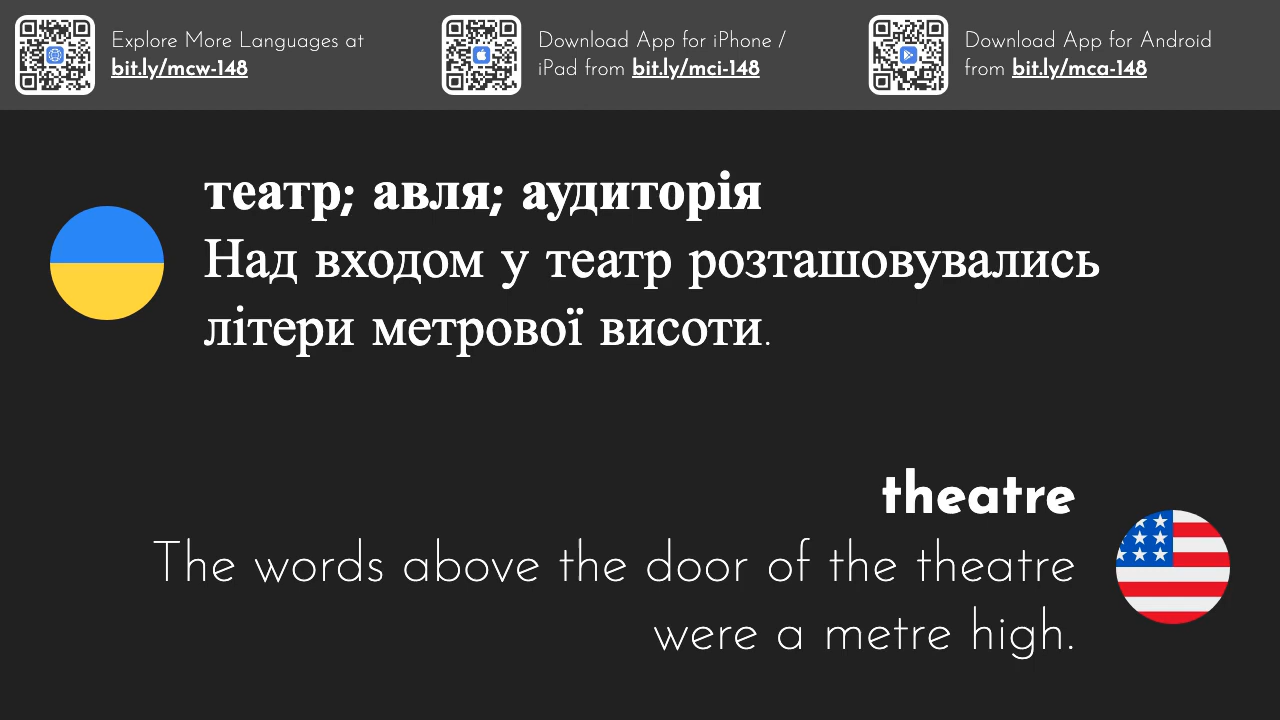 Explore More Languages at
bit.ly/mcw-148
Download App for iPhone /
iPad from bit.ly/mci-148
Download App for Android
from bit.ly/mca-148
театр; авля; аудиторія
Над входом у театр розташовувались
літери метрової висоти.
theatre
The words above the door of the theatre
were a metre high.